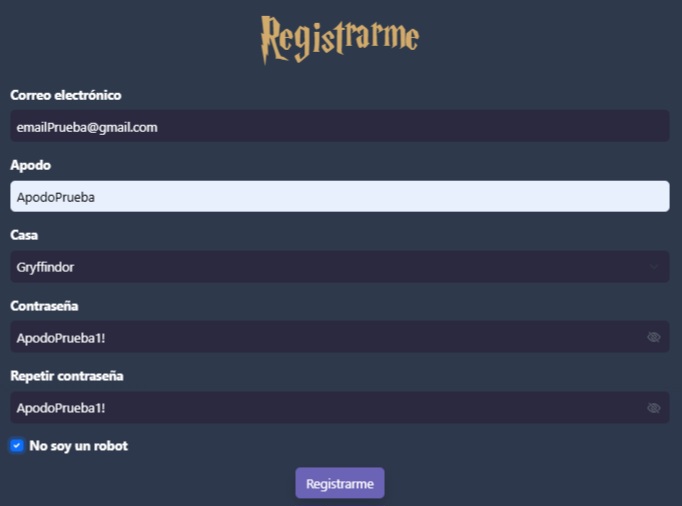 Registrarme
Correo electrónico
emailPrueba@gmail.com
Apodo
ApodoPrueba
Casa
Gryffindor
Contraseña
ApodoPrueba1!
Repetir contraseña
ApodoPrueba1!
No soy un robot
Registrarme